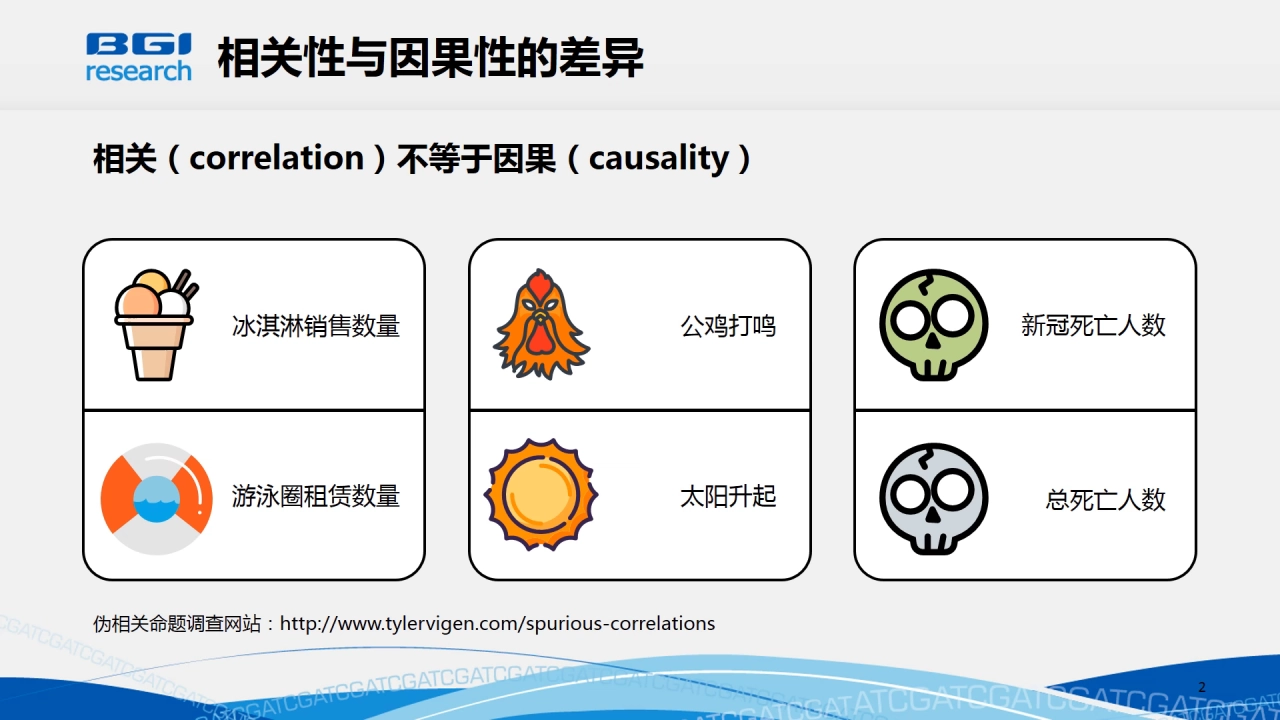 BGI
research
相关性与因果性的差异
相关（correlation）不等于因果（causality）
冰淇淋销售数量
公鸡打鸣
新冠死亡人数
游泳圈租赁数量
太阳升起
总死亡人数
伪相关命题调查网站：http://www.tylervigen.com/spurious-correlations
2